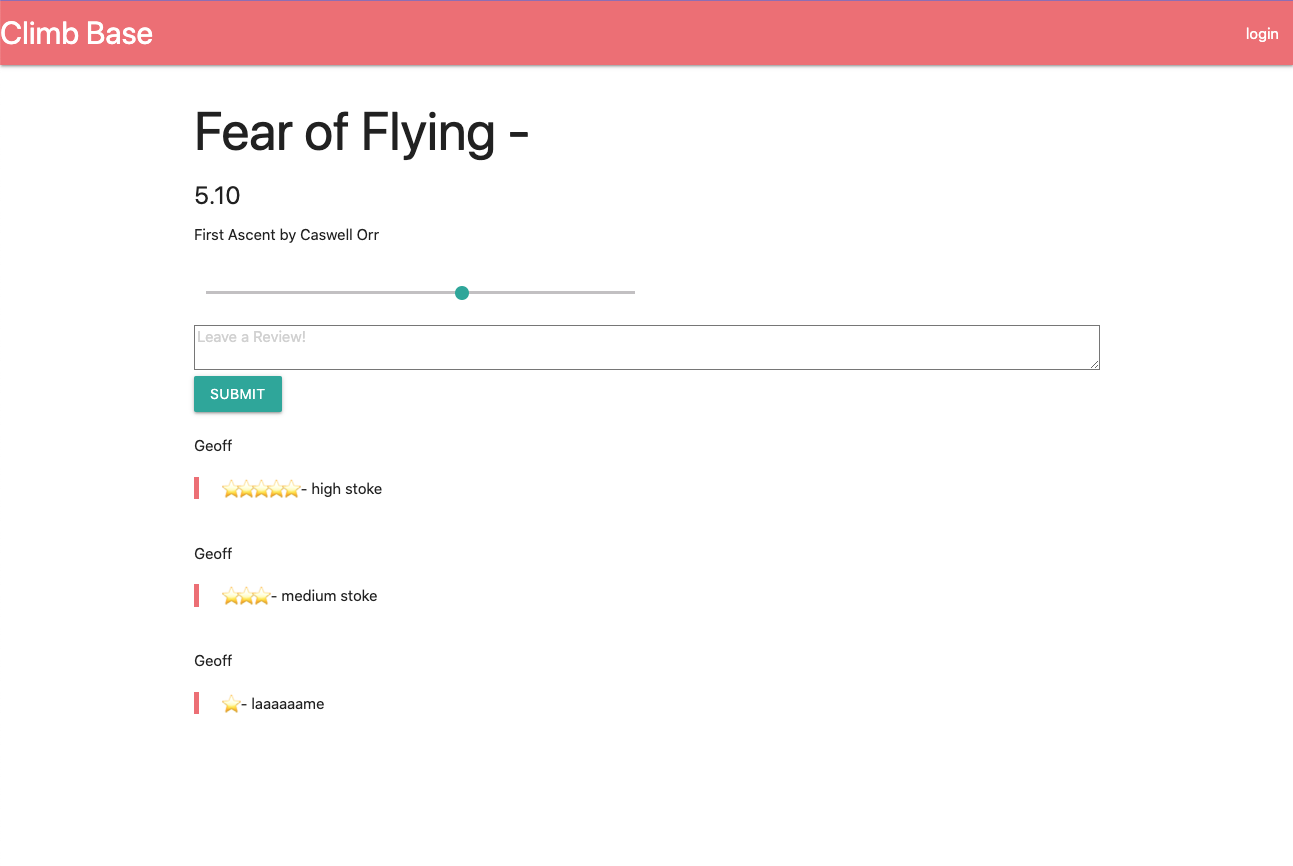 Climb Base
login
Fear of Flying -
5.10
First Ascent by Caswell Orr
Leave a Review!
SUBMIT
Geoff
⭐⭐⭐⭐⭐- high stoke
Geoff
⭐⭐⭐- medium stoke
Geoff
⭐- laaaaaame